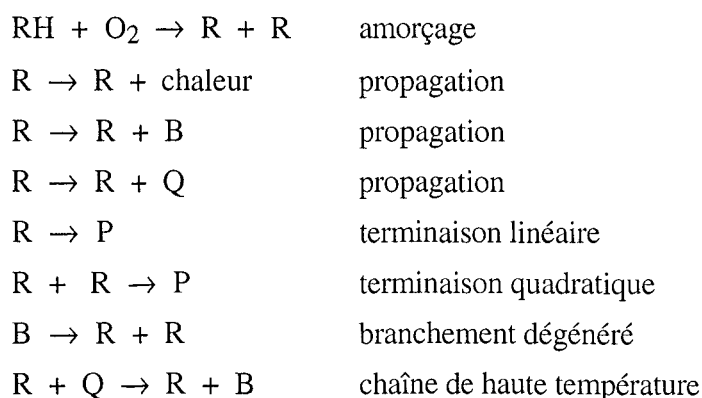 RH + O₂ → R + R amorçage
R → R + chaleur propagation
R → R + B propagation
R → R + Q propagation
R → P terminaison linéaire
R + R → P terminaison quadratique
B → R + R branchement dégénéré
R + Q → R + B chaîne de haute température